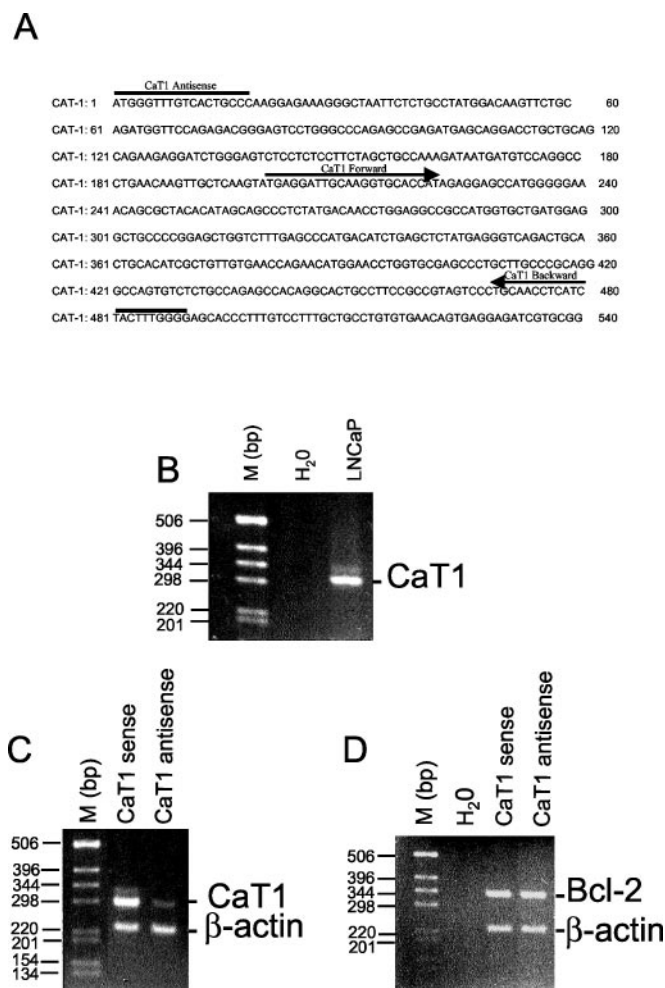 A
CaT1 Antisense
CAT-1: 1 ATGGGTTTGTCACTGCCCAAGGAGAAAGGGCTAATTCTCTGCCTATGGACAAGTTCTGC 60
CAT-1: 61 AGATGGTTCCAGAGACGGGAGTCCTGGGCCCAGAGCCGAGATGAGCAGGACCTGCTGCAG 120
CAT-1: 121 CAGAAGAGGATCTGGGAGTCTCCTCTCCTTCTAGCTGCCAAAGATAATGATGTCCAGGCC 180
CaT1 Forward
CAT-1: 181 CTGAACAAGTTGCTCAAGTATGAGGATTGCAAGGTGCACCATAGAGGAGCCATGGGGGAA 240
CAT-1: 241 ACAGCGCTACACATAGCAGCCCTCTATGACAACCTGGAGGCCGCCATGGTGCTGATGGAG 300
CAT-1: 301 GCTGCCCCGGAGCTGGTCTTTGAGCCCATGACATCTGAGCTCTATGAGGGTCAGACTGCA 360
CAT-1: 361 CTGCACATCGCTGTTGTGAACCAGAACATGGAACCTGGTGCGAGCCCTGCTTGCCCGCAGG 420
CaT1 Backward
CAT-1: 421 GCCAGTGTCTCTGCCAGAGCCACAGGCACTGCCTTCCGCCGTAGTCCCTGCAACCTCATC 480
CAT-1: 481 TACTTTGGGGAGCACCCTTTGTCCTTTGCTGCCTGTGTGAACAGTGAGGAGATCGTGCGG 540
B
M (bp) H20 LNCaP
506
396
344
298
220
201
CaT1
C
M (bp) CaT1 sense CaT1 antisense
506
396
344
298
220
201
154
134
CaT1
β-actin
D
M (bp) H20 CaT1 sense CaT1 antisense
506
396
344
298
220
201
Bcl-2
β-actin